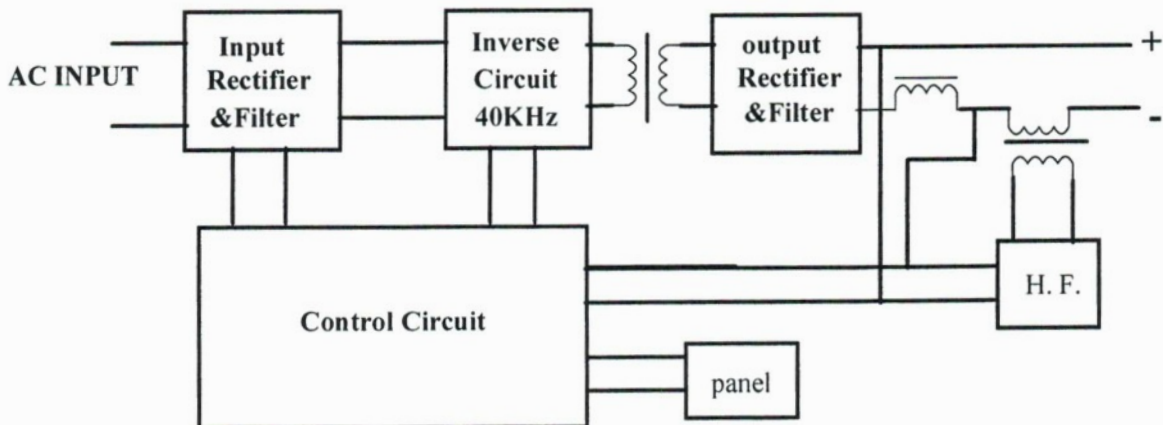 AC INPUT
Input
Rectifier
&Filter
Inverse
Circuit
40KHz
output
Rectifier
&Filter
+
-
Control Circuit
H. F.
panel